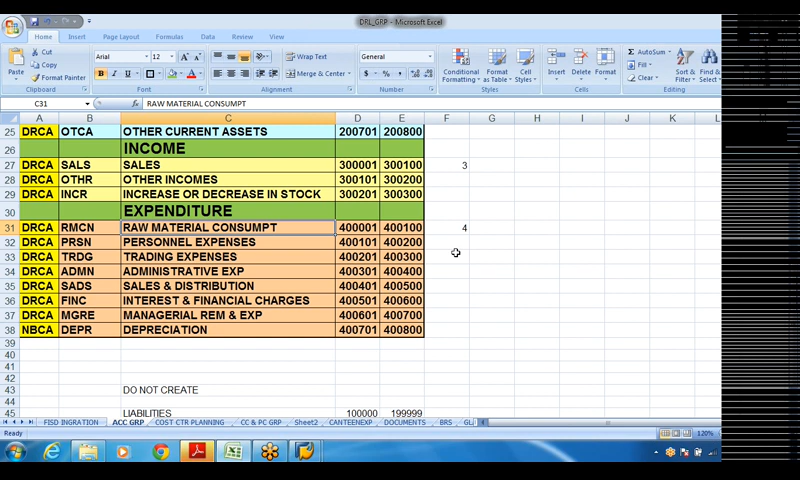 DRL_GRP - Microsoft Excel
Home Insert Page Layout Formulas Data Review View
Cut
Copy
Format Painter
Paste
Clipboard
Arial 12
Font
Wrap Text
Merge & Center
Alignment
General
Number
Conditional Formatting
Format as Table
Cell Styles
Styles
Insert Delete Format
Cells
AutoSum
Fill
Clear
Sort & Filter
Find &
Editing
C31 RAW MATERIAL CONSUMPT
A B C D E F G H I J K L
25 DRCA OTCA OTHER CURRENT ASSETS 200701 200800
26 INCOME
27 DRCA SALS SALES 300001 300100 3
28 DRCA OTHR OTHER INCOMES 300101 300200
29 DRCA INCR INCREASE OR DECREASE IN STOCK 300201 300300
30 EXPENDITURE
31 DRCA RMCN RAW MATERIAL CONSUMPT 400001 400100 4
32 DRCA PRSN PERSONNEL EXPENSES 400101 400200
33 DRCA TRDG TRADING EXPENSES 400201 400300
34 DRCA ADMN ADMINISTRATIVE EXP 400301 400400
35 DRCA SADS SALES & DISTRIBUTION 400401 400500
36 DRCA FINC INTEREST & FINANCIAL CHARGES 400501 400600
37 DRCA MGRE MANAGERIAL REM & EXP 400601 400700
38 NBCA DEPR DEPRECIATION 400701 400800
39
40
41
42
43 DO NOT CREATE
44
45 LIABILITIES 100000 199999
FISD INGRATION ACC GRP COST CTR PLANNING CC & PC GRP Sheet2 CANTEENEXP DOCUMENTS BRS GL
Ready 120%